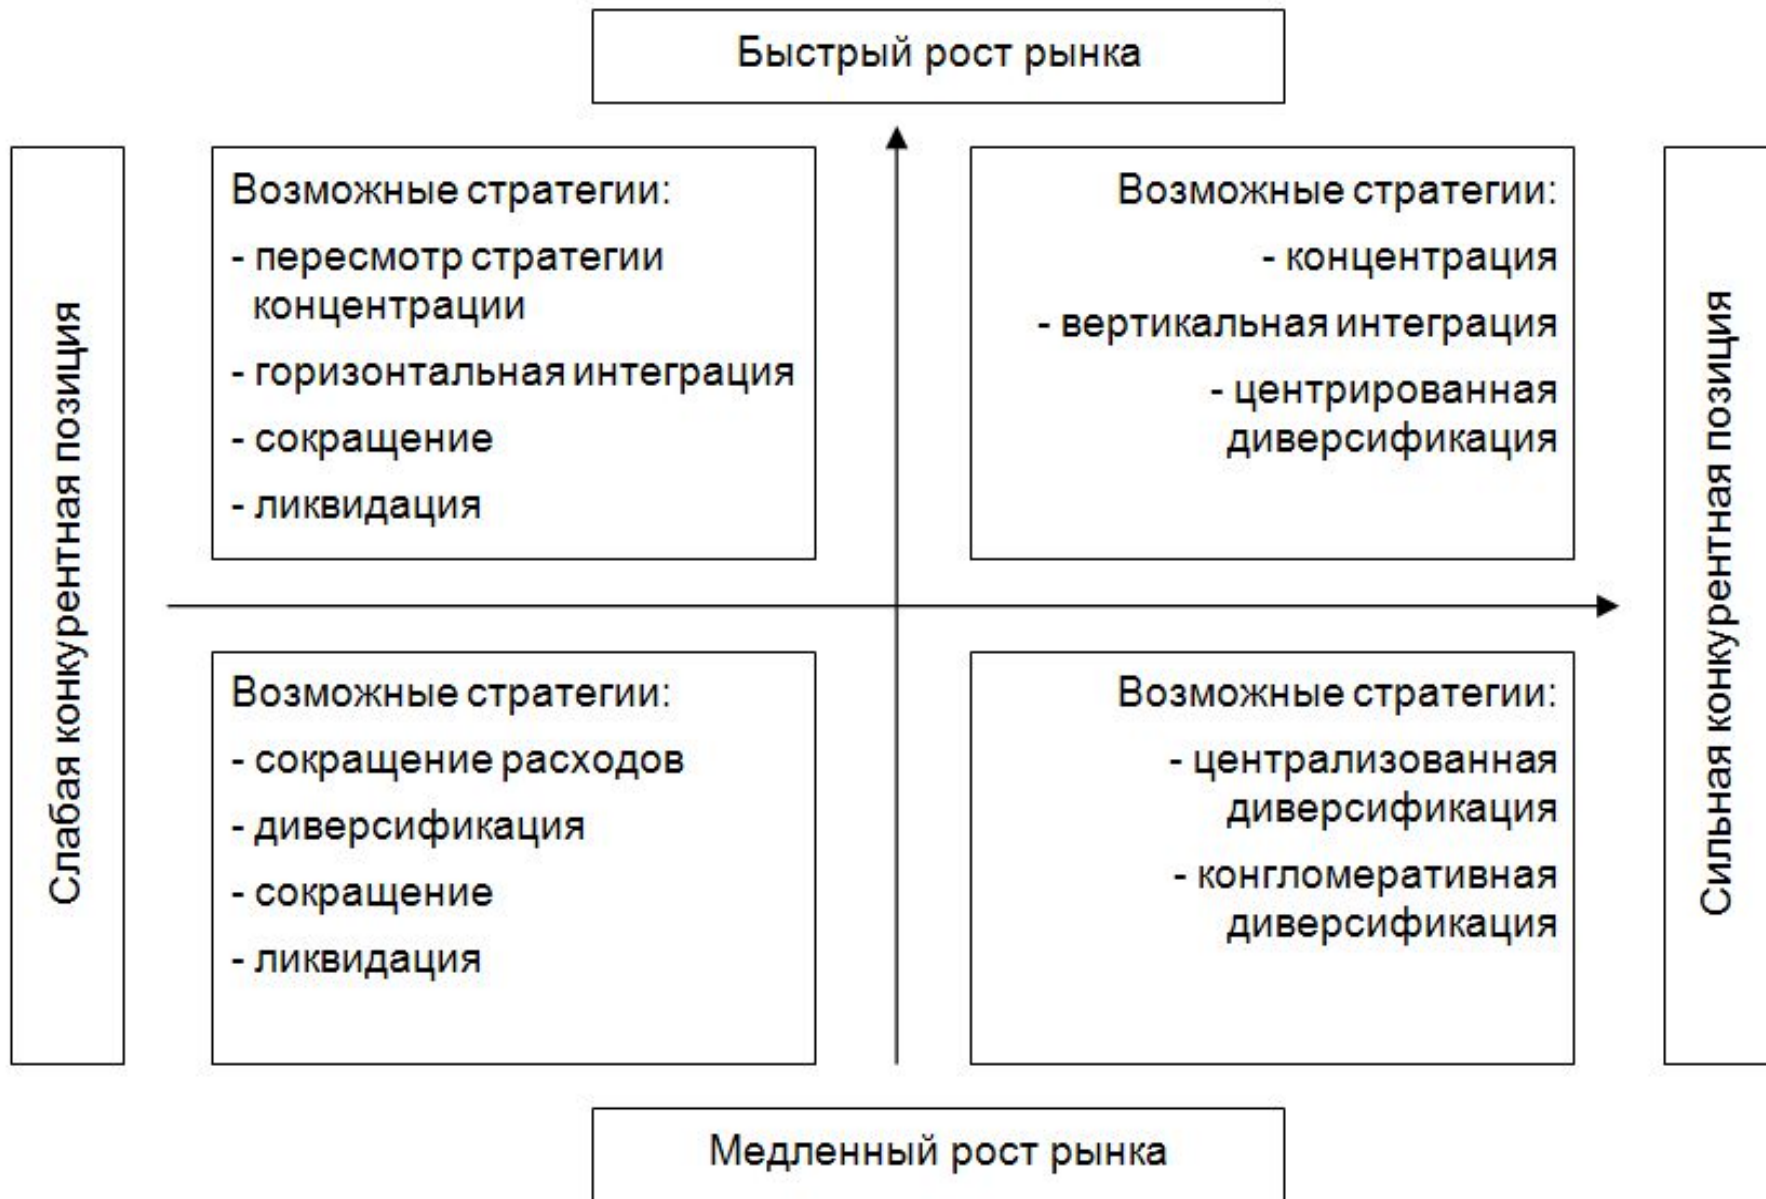 Быстрый рост рынка
Слабая конкурентная позиция
Возможные стратегии:
- пересмотр стратегии
концентрации
- горизонтальная интеграция
- сокращение
- ликвидация
Возможные стратегии:
- концентрация
- вертикальная интеграция
- центрированная
диверсификация
Сильная конкурентная позиция
Возможные стратегии:
- сокращение расходов
- диверсификация
- сокращение
- ликвидация
Возможные стратегии:
- централизованная
диверсификация
- конгломеративная
диверсификация
Медленный рост рынка